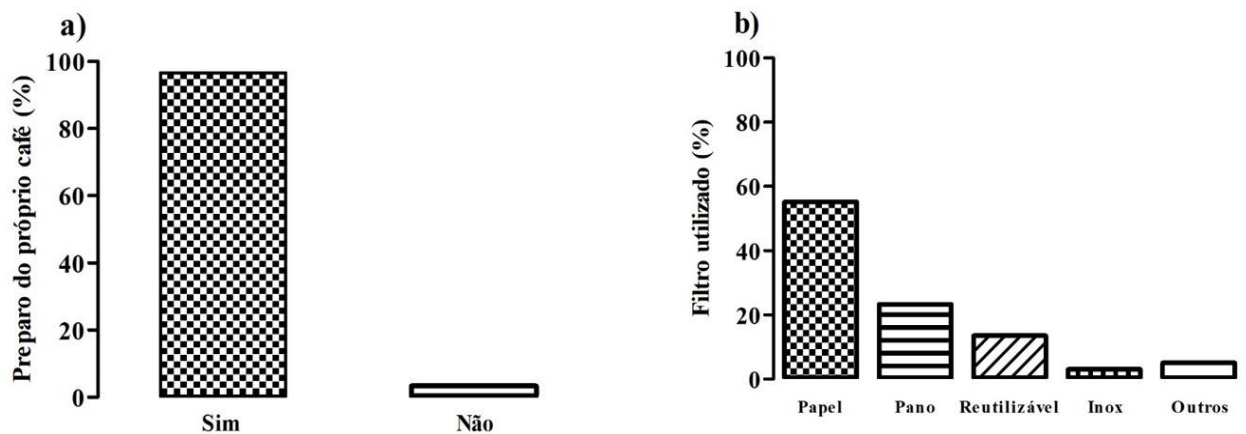 a)
Preparo do próprio café (%)
100
80
60
40
20
0
Sim Não
b)
Filtro utilizado (%)
100
80
60
40
20
0
Papel Pano Reutilizável Inox Outros